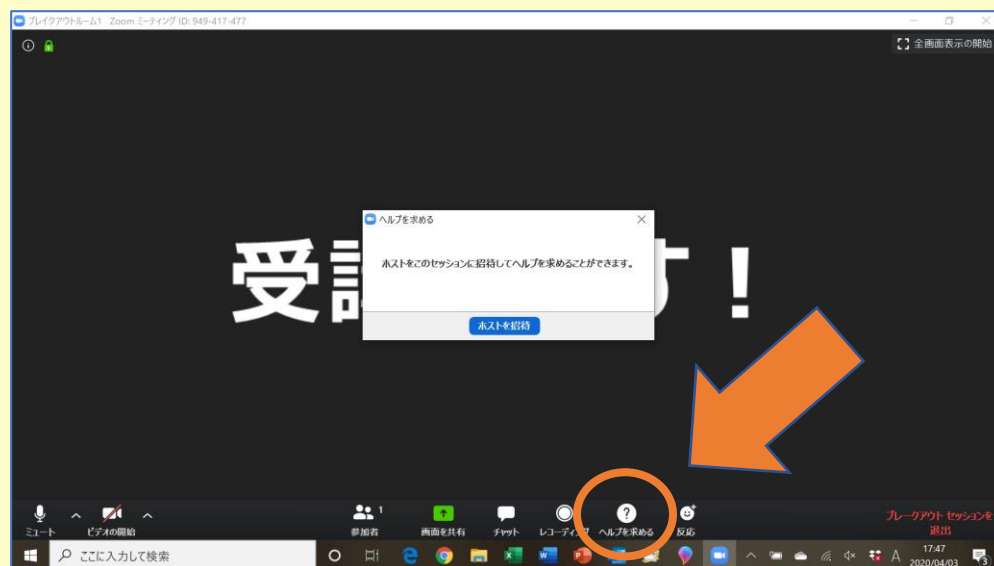 ブレイクアウトルーム1 Zoom ミーティング ID: 949-417-477
全画面表示の開始
ヘルプを求める
ホストをこのセッションに招待してヘルプを求めることができます。
ホストを招待
受
す！
ミュート
ビデオの開始
1
参加者
画面を共有
チャット
レコーディング
ヘルプを求める
反応
ブレークアウト セッションを
退出
ここに入力して検索
A
17:47
2020/04/03
3